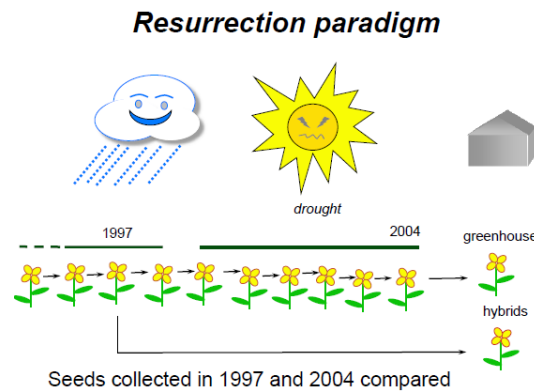 Resurrection paradigm
drought
1997
2004
greenhouse
hybrids
Seeds collected in 1997 and 2004 compared